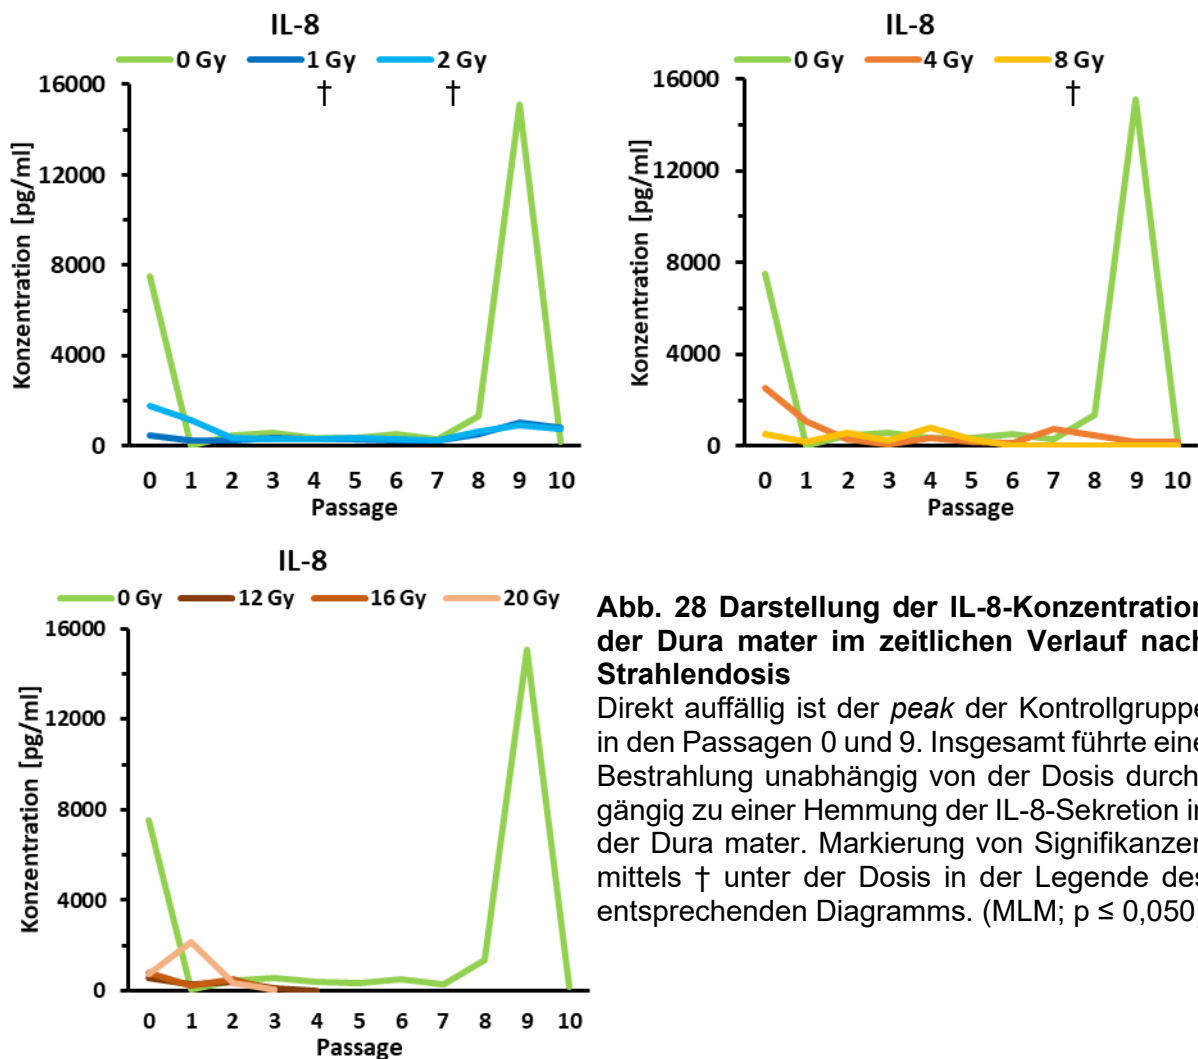 IL-8
0 Gy 1 Gy 2 Gy
† †
Konzentration [pg/ml]
16000
12000
8000
4000
0
0 1 2 3 4 5 6 7 8 9 10
Passage
IL-8
0 Gy 4 Gy 8 Gy
†
Konzentration [pg/ml]
16000
12000
8000
4000
0
0 1 2 3 4 5 6 7 8 9 10
Passage
IL-8
0 Gy 12 Gy 16 Gy 20 Gy
Konzentration [pg/ml]
16000
12000
8000
4000
0
0 1 2 3 4 5 6 7 8 9 10
Passage
Abb. 28 Darstellung der IL-8-Konzentration
der Dura mater im zeitlichen Verlauf nach
Strahlendosis
Direkt auffällig ist der peak der Kontrollgruppe
in den Passagen 0 und 9. Insgesamt führte eine
Bestrahlung unabhängig von der Dosis durch-
gängig zu einer Hemmung der IL-8-Sekretion in
der Dura mater. Markierung von Signifikanzen
mittels † unter der Dosis in der Legende des
entsprechenden Diagramms. (MLM; p ≤ 0,050)